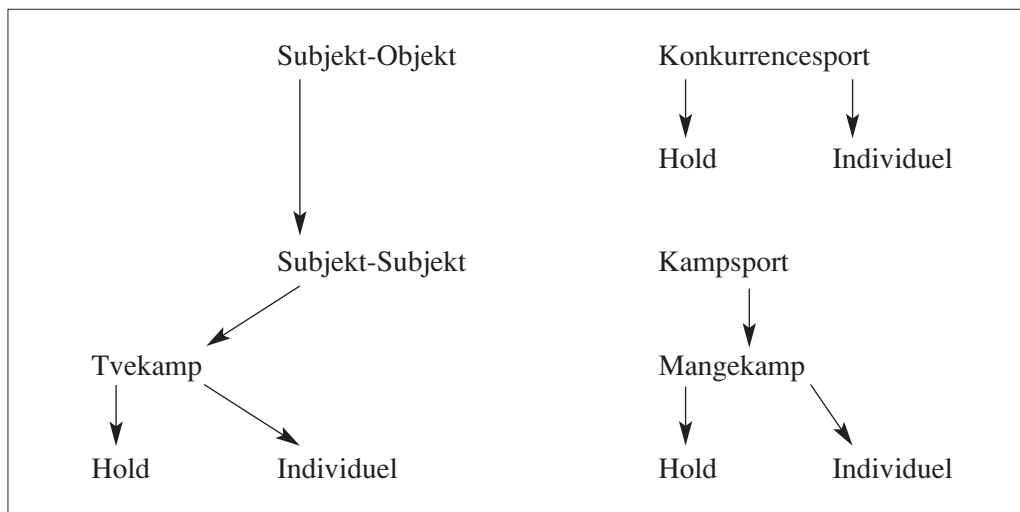 Subjekt-Objekt Konkurrencesport
Hold Individuel
Subjekt-Subjekt Kampsport
Tvekamp Mangekamp
Hold Individuel Hold Individuel